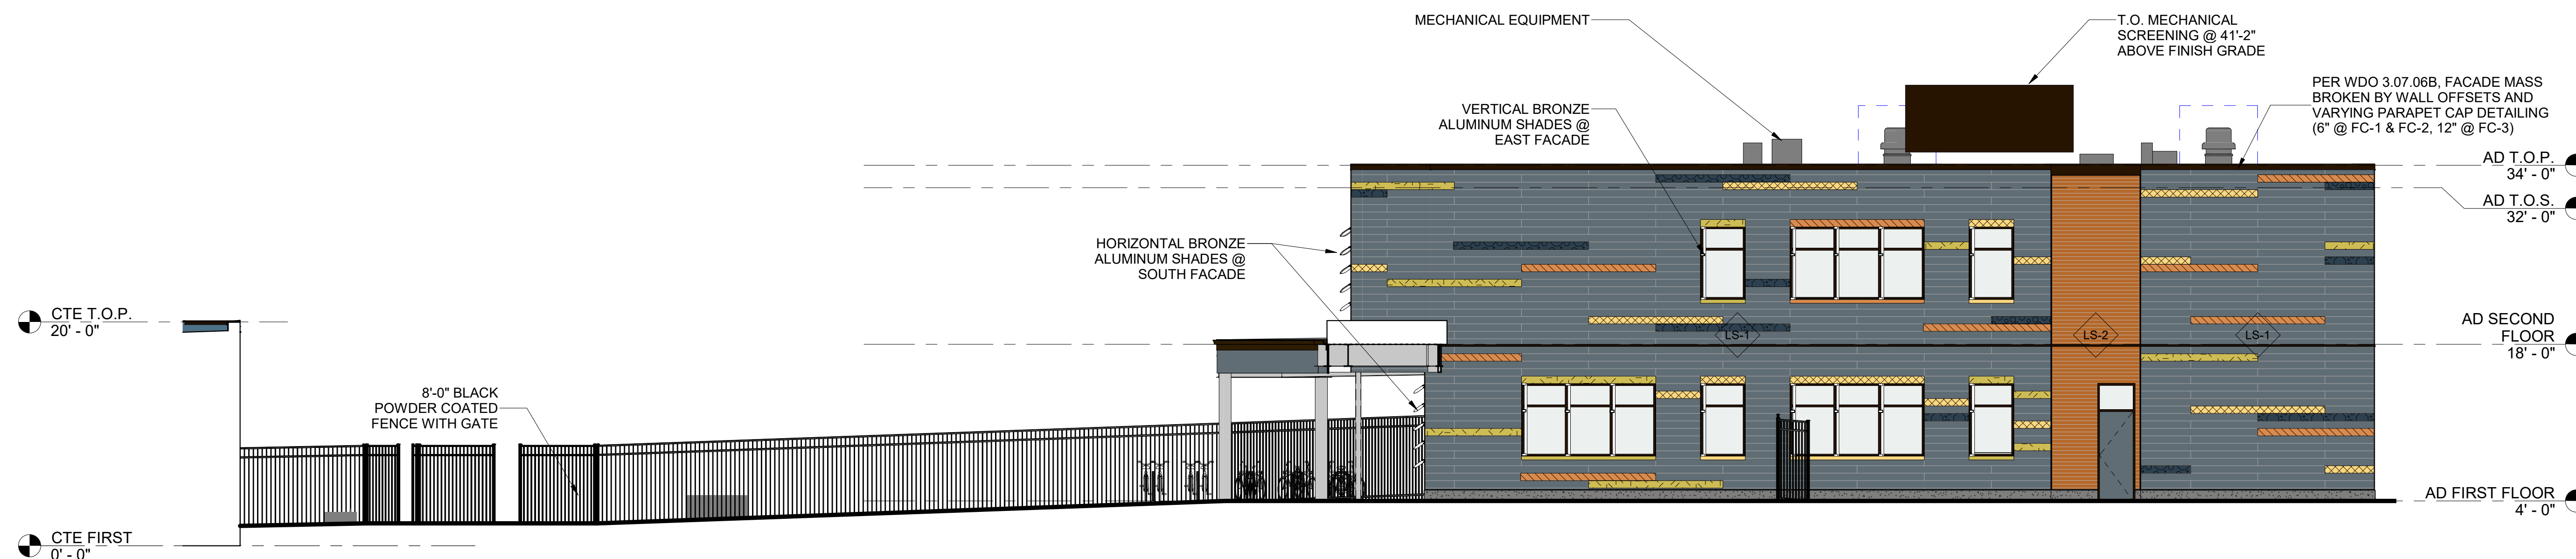 MECHANICAL EQUIPMENT
T.O. MECHANICAL
SCREENING @ 41'-2"
ABOVE FINISH GRADE
PER WDO 3.07.06B, FACADE MASS
BROKEN BY WALL OFFSETS AND
VARYING PARAPET CAP DETAILING
(6" @ FC-1 & FC-2, 12" @ FC-3)
VERTICAL BRONZE
ALUMINUM SHADES @
EAST FACADE
AD T.O.P.
34' - 0"
AD T.O.S.
32' - 0"
HORIZONTAL BRONZE
ALUMINUM SHADES @
SOUTH FACADE
CTE T.O.P.
20' - 0"
LS-1
LS-2
LS-1
AD SECOND
FLOOR
18' - 0"
8'-0" BLACK
POWDER COATED
FENCE WITH GATE
AD FIRST FLOOR
4' - 0"
CTE FIRST
0' - 0"